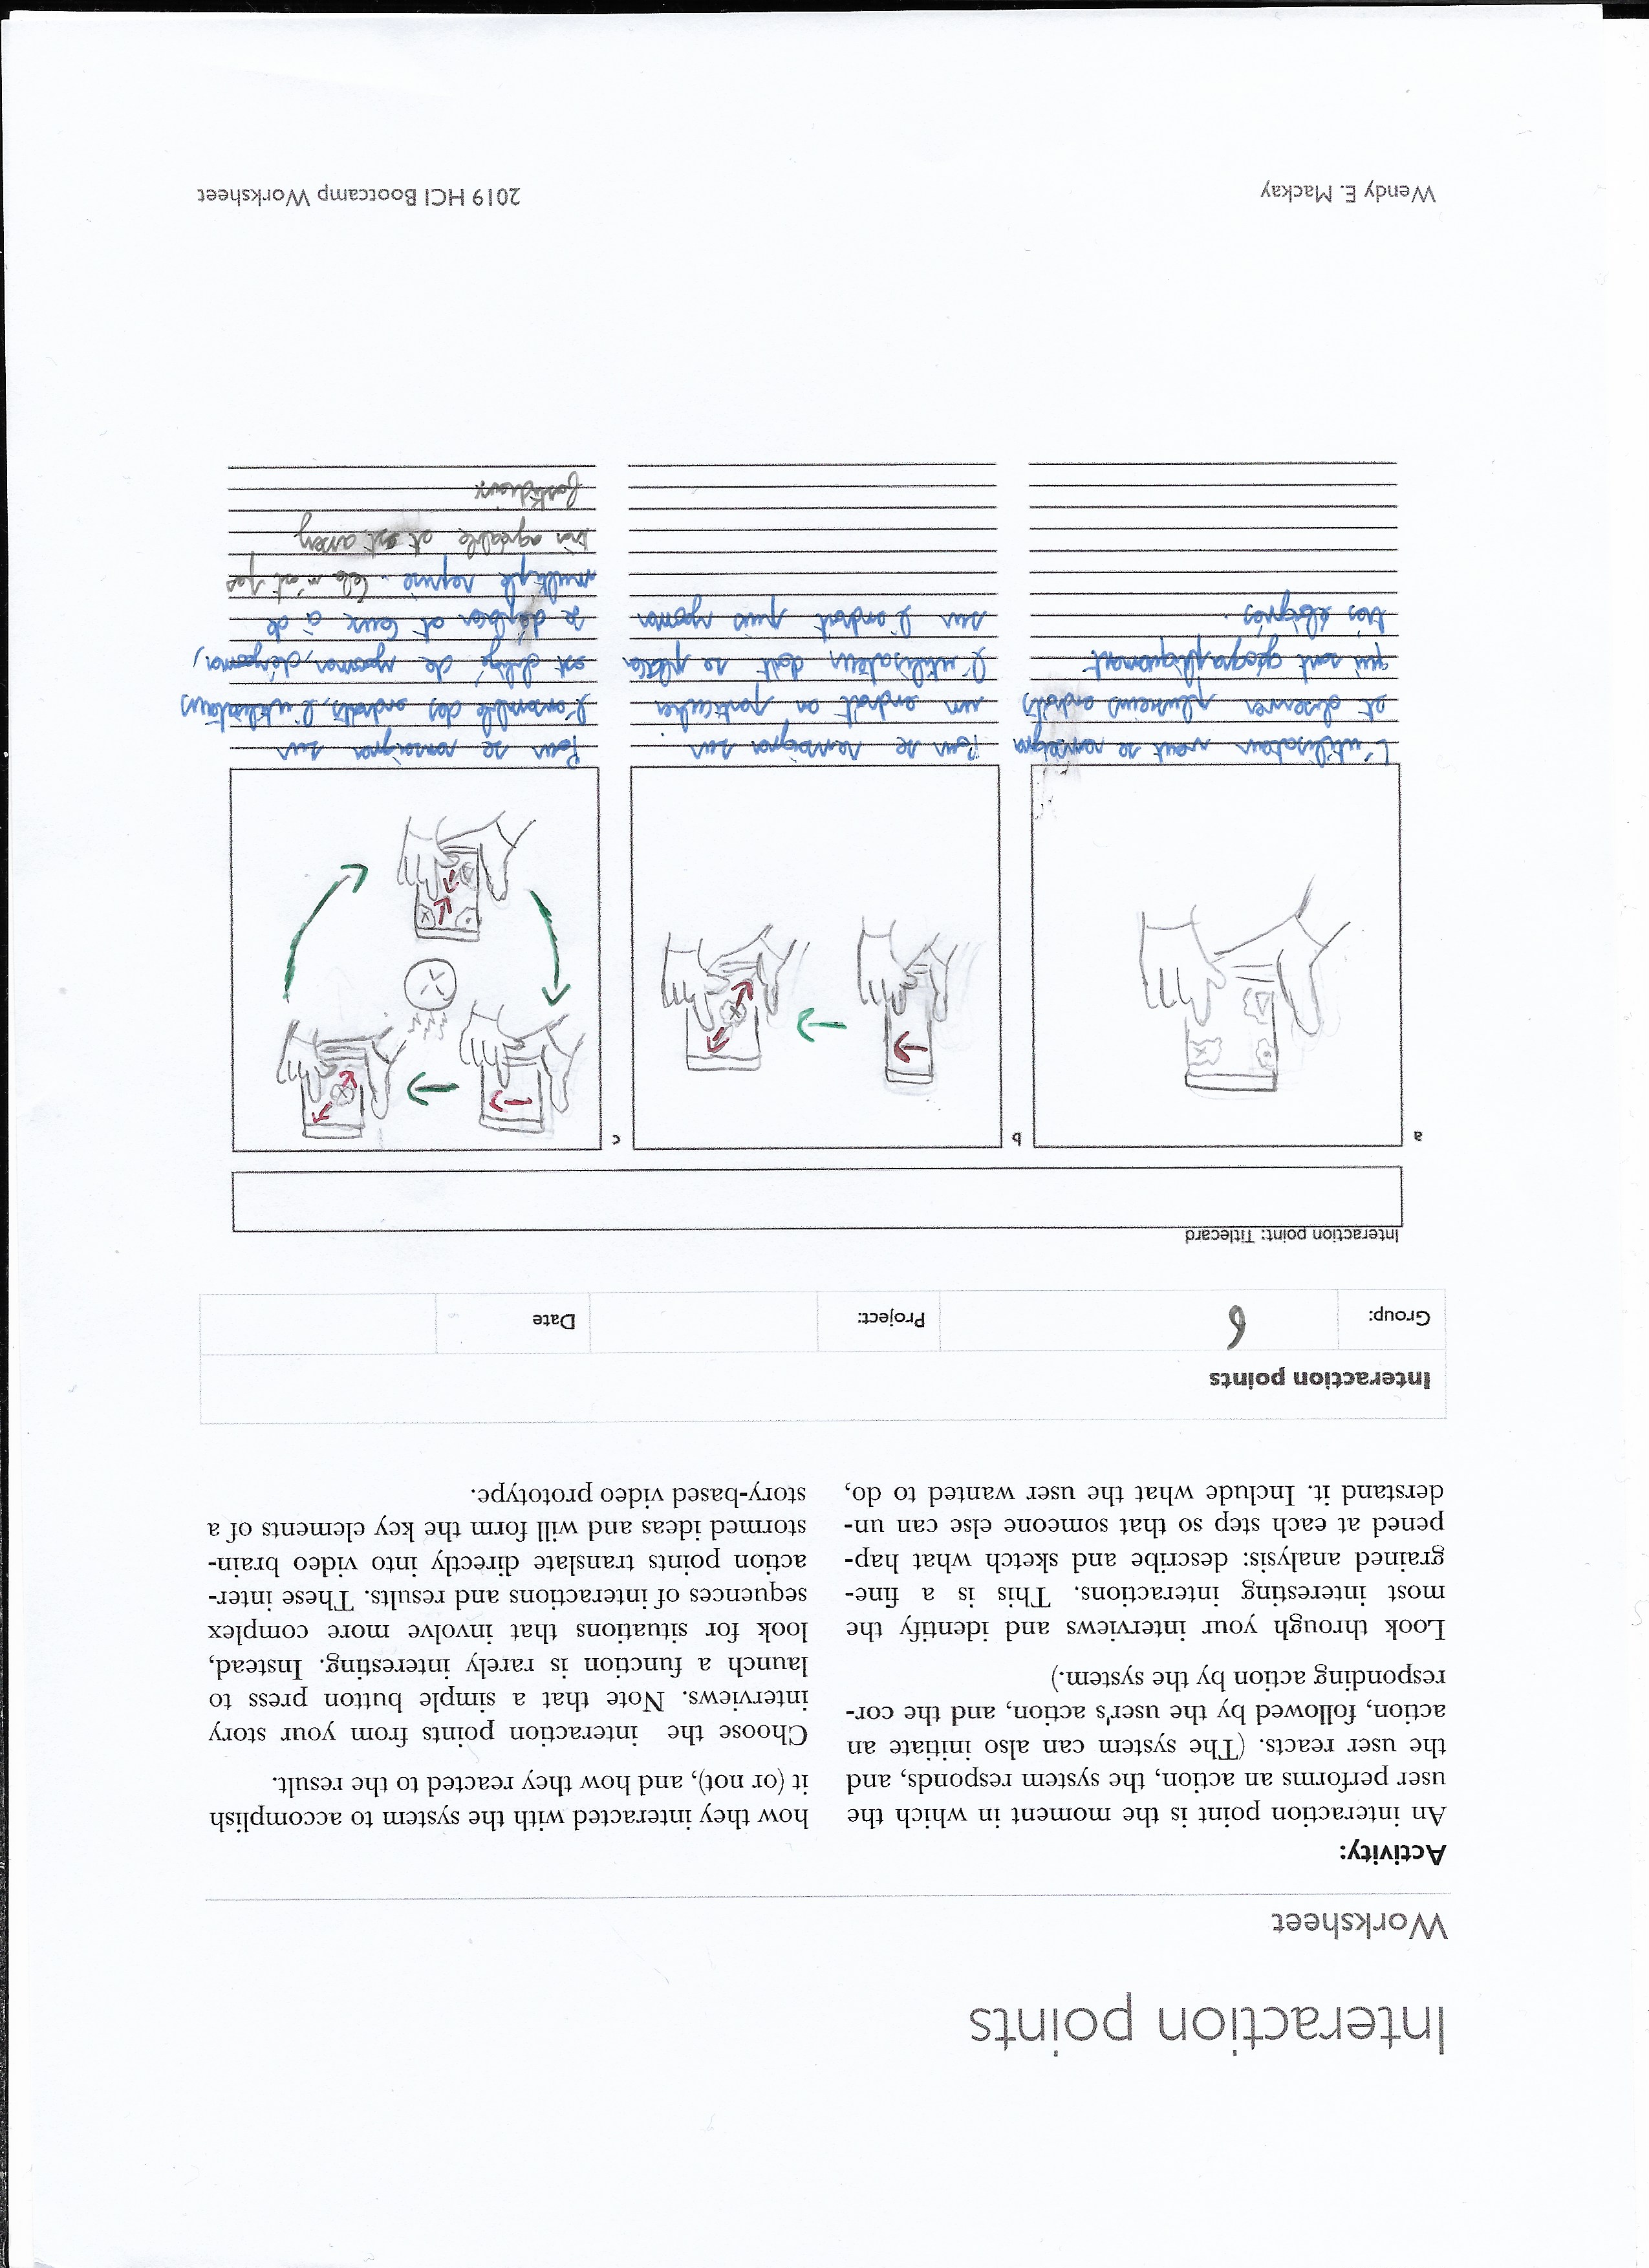 Interaction points
Worksheet
Activity:
An interaction point is the moment in which the
user performs an action, the system responds, and
the user reacts. (The system can also initiate an
action, followed by the user's action, and the cor-
responding action by the system.)
Look through your interviews and identify the
most interesting interactions. This is a fine-
grained analysis: describe and sketch what hap-
pened at each step so that someone else can un-
derstand it. Include what the user wanted to do,
how they interacted with the system to accomplish
it (or not), and how they reacted to the result.
Choose the interaction points from your story
interviews. Note that a simple button press to
launch a function is rarely interesting. Instead,
look for situations that involve more complex
sequences of interactions and results. These inter-
action points translate directly into video brain-
stormed ideas and will form the key elements of a
story-based video prototype.
Interaction points
Group: 6 Project: Date
Interaction point: Titlecard
a
L'utilisateur veut se renseigner
et observer plusieurs endroits
qui sont géographiquement
très éloignés.
b
Pour se renseigner sur
un endroit en particulier
l'utilisateur doit se placer
sur l'endroit puis zoomer
c
Pour se renseigner sur
l'ensemble des endroits, l'utilisateurs
est obligé de zoomer, dézoomer,
se déplacer et ceux à de
multiple reprise. Cela n'est pas
très agréable et est assez
fastidieux
Wendy E. Mackay
2019 HCI Bootcamp Worksheet